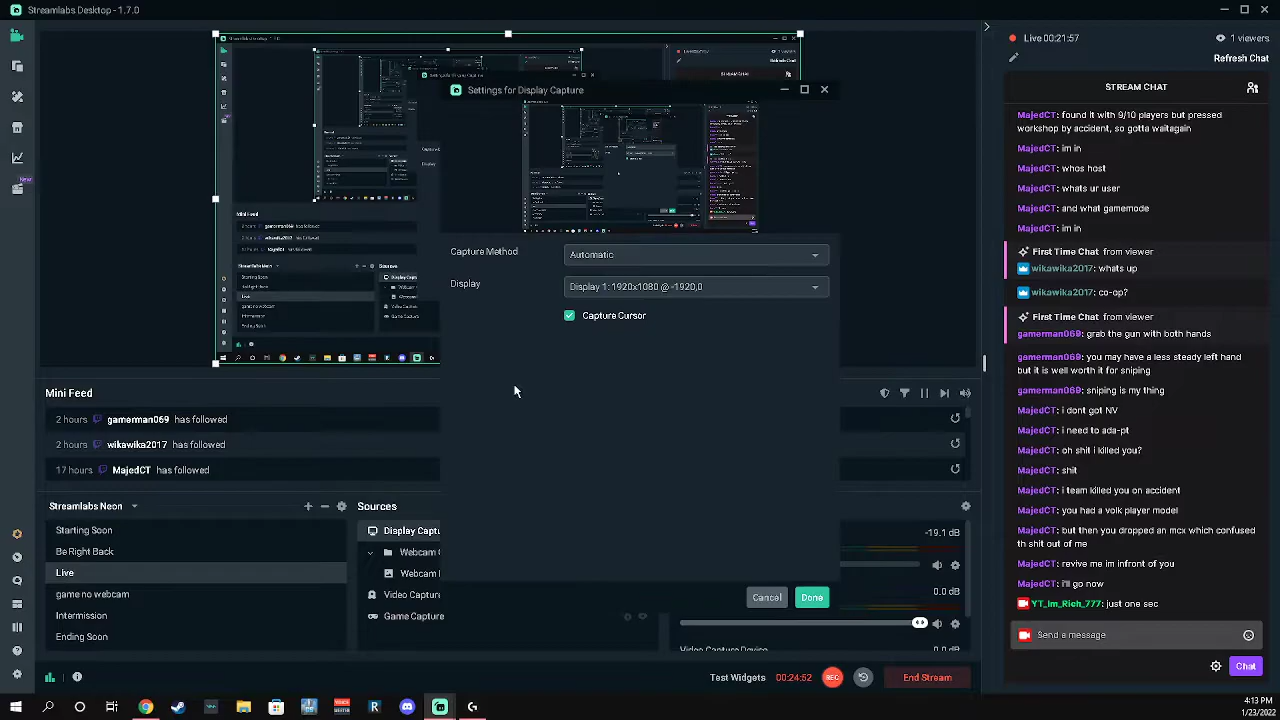 Streamlabs Desktop - 1.7.0
Live 00:21:57
1 viewers
Refresh Chat
STREAM CHAT
MajedCT: found it with 9/10 players but pressed
workshop by accident, so gotta waitagain
MajedCT: im in
MajedCT: whos host
MajedCT: whats ur user
MajedCT: and what gamemode
MajedCT: im in
First Time Chat from viewer
wikawika2017: whats up
wikawika2017: co-op?
First Time Chat from viewer
gamerman069: grab the gun with both hands
gamerman069: you may have a less steady left hand
but it is well worth it for sniping
gamerman069: sniping is my thing
MajedCT: i dont got NV
MajedCT: i need to ada-pt
MajedCT: oh shit i killed you?
MajedCT: shit
MajedCT: i team killed you on accident
MajedCT: you had a volk player model
MajedCT: but then you dropped an mcx which confused
th shit out of me
MajedCT: revive me im infront of you
MajedCT: i'll go now
YT_Im_Rich_777: just one sec
Send a message
Chat
Settings for Display Capture
Capture Method
Automatic
Display
Display 1: 1920x1080 @ -1920,0
Capture Cursor
Cancel
Done
New
Mini Feed
2 hours gamerman069 has followed
2 hours wikawika2017 has followed
17 hours MajedCT has followed
Streamlabs Neon
Starting Soon
Be Right Back
Live
game no webcam
Intermission
Ending Soon
Sources
Display Captu
Webcam
Webcam
Video Capture
Game Capture
-19.1 dB
0.0 dB
Video Capture Device
Test Widgets
00:24:52
REC
End Stream
4:13 PM
1/23/2022